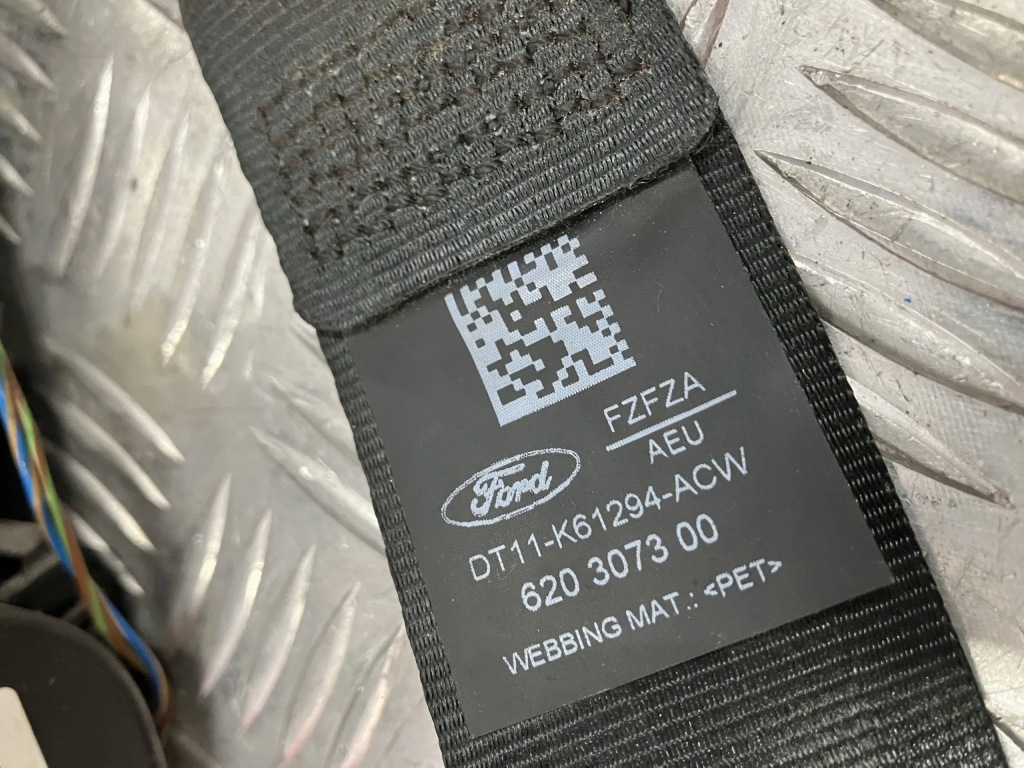 FZFZA
AEU
Ford
DT11-K61294-ACW
620 3073 00
WEBBING MAT.: <PET>